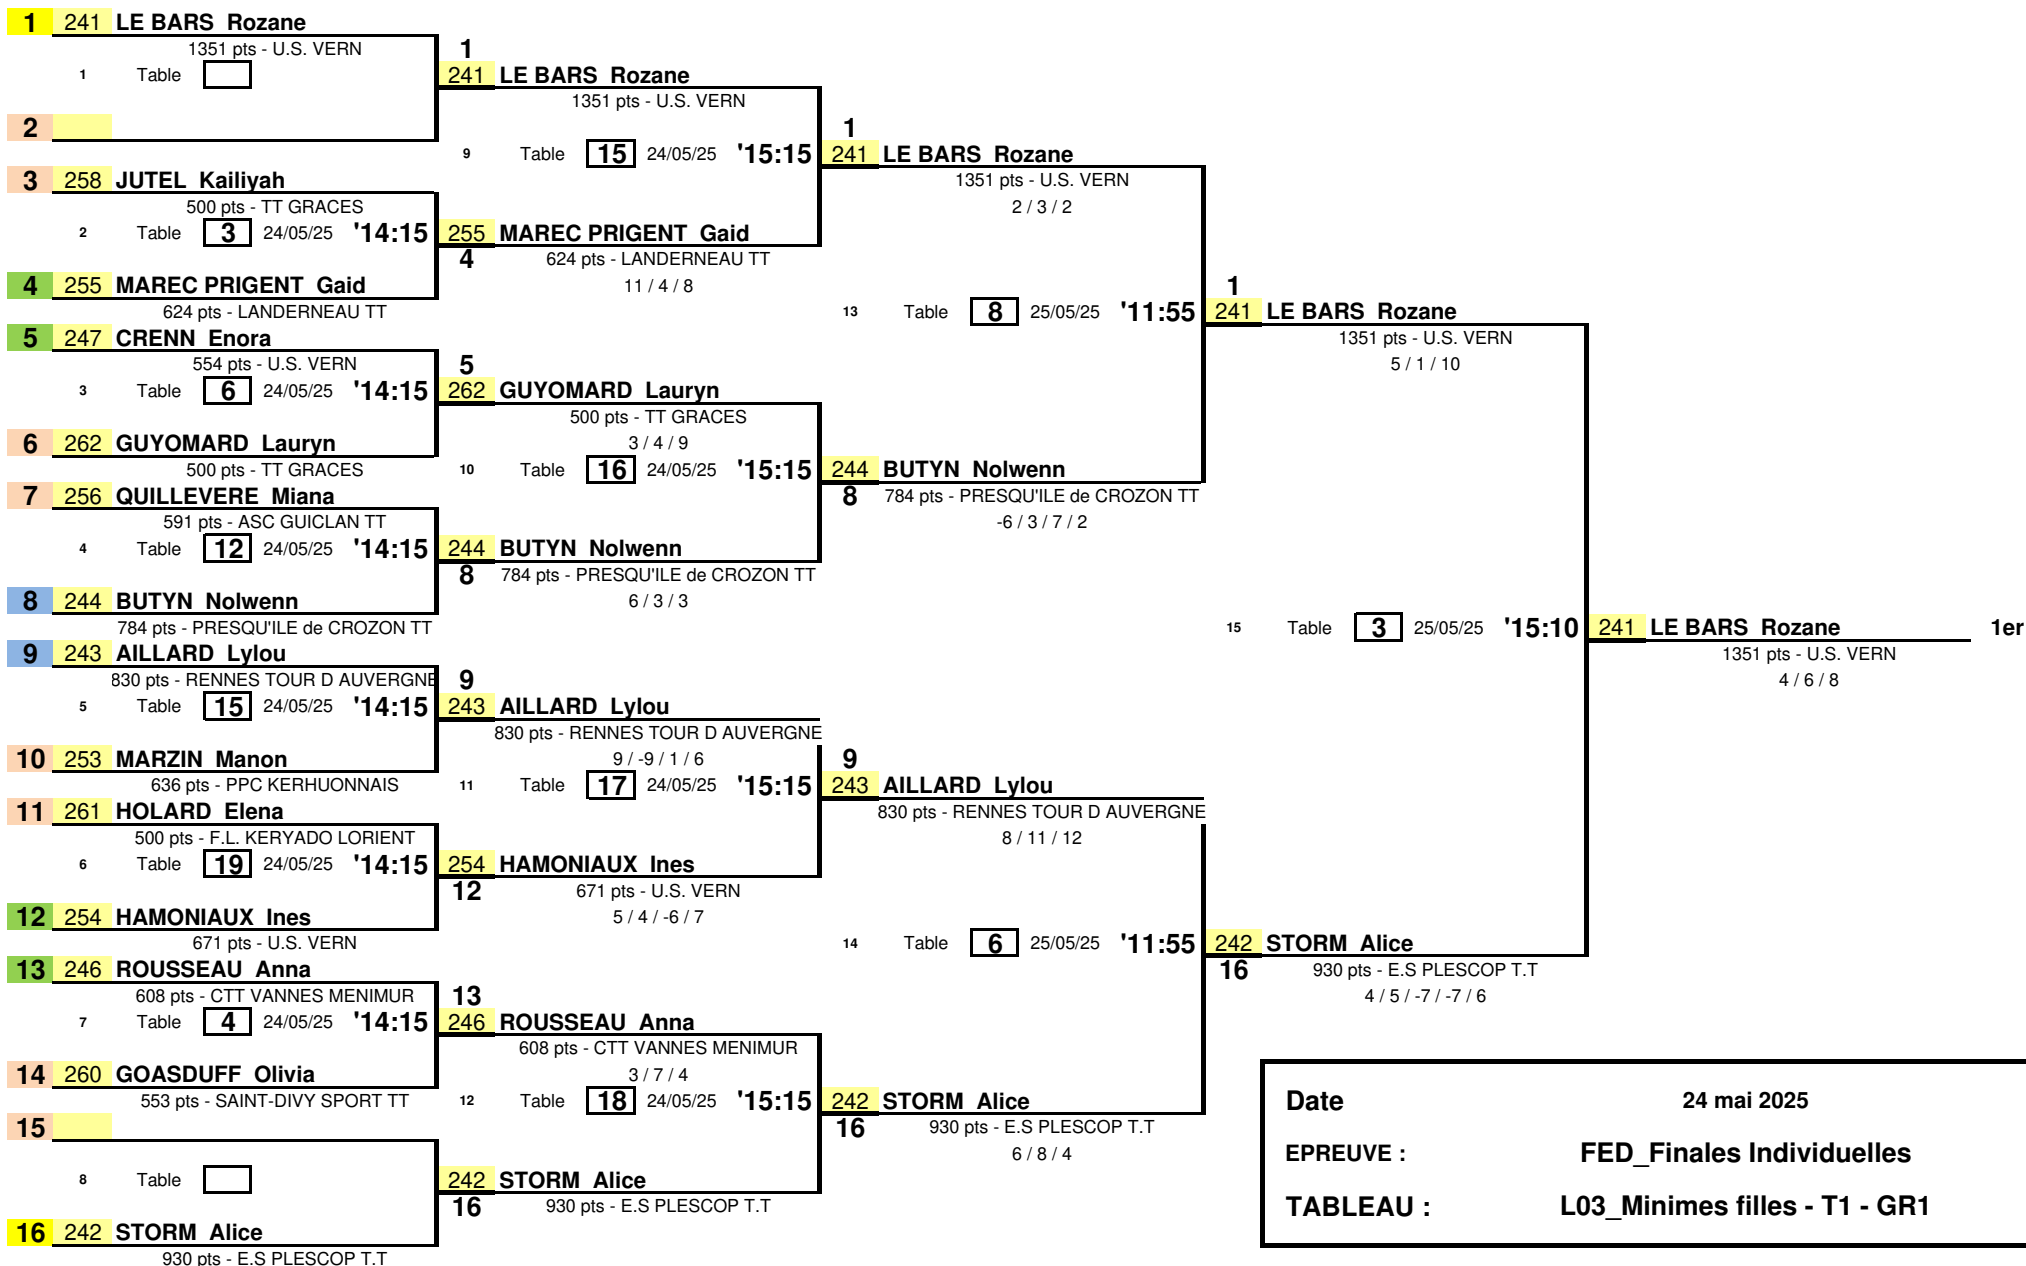 1 241 LE BARS Rozane
1351 pts - U.S. VERN
1 Table
2
3 258 JUTEL Kailiyah
500 pts - TT GRACES
2 Table 3 24/05/25 '14:15
4 255 MAREC PRIGENT Gaid
624 pts - LANDERNEAU TT
5 247 CRENN Enora
554 pts - U.S. VERN
3 Table 6 24/05/25 '14:15
6 262 GUYOMARD Lauryn
500 pts - TT GRACES
7 256 QUILLEVERE Miana
591 pts - ASC GUICLAN TT
4 Table 12 24/05/25 '14:15
8 244 BUTYN Nolwenn
784 pts - PRESQU'ILE de CROZON TT
9 243 AILLARD Lylou
830 pts - RENNES TOUR D AUVERGNE
5 Table 15 24/05/25 '14:15
10 253 MARZIN Manon
636 pts - PPC KERHUONNAIS
11 261 HOLARD Elena
500 pts - F.L. KERYADO LORIENT
6 Table 19 24/05/25 '14:15
12 254 HAMONIAUX Ines
671 pts - U.S. VERN
13 246 ROUSSEAU Anna
608 pts - CTT VANNES MENIMUR
7 Table 4 24/05/25 '14:15
14 260 GOASDUFF Olivia
553 pts - SAINT-DIVY SPORT TT
15
8 Table
16 242 STORM Alice
930 pts - E.S PLESCOP T.T
1
241 LE BARS Rozane
1351 pts - U.S. VERN
9 Table 15 24/05/25 '15:15
255 MAREC PRIGENT Gaid
4 624 pts - LANDERNEAU TT
11 / 4 / 8
5
262 GUYOMARD Lauryn
500 pts - TT GRACES
3 / 4 / 9
10 Table 16 24/05/25 '15:15
244 BUTYN Nolwenn
8 784 pts - PRESQU'ILE de CROZON TT
6 / 3 / 3
9
243 AILLARD Lylou
830 pts - RENNES TOUR D AUVERGNE
9 / -9 / 1 / 6
11 Table 17 24/05/25 '15:15
254 HAMONIAUX Ines
12 671 pts - U.S. VERN
5 / 4 / -6 / 7
13
246 ROUSSEAU Anna
608 pts - CTT VANNES MENIMUR
3 / 7 / 4
12 Table 18 24/05/25 '15:15
242 STORM Alice
16 930 pts - E.S PLESCOP T.T
1
241 LE BARS Rozane
1351 pts - U.S. VERN
2 / 3 / 2
13 Table 8 25/05/25 '11:55
244 BUTYN Nolwenn
8 784 pts - PRESQU'ILE de CROZON TT
-6 / 3 / 7 / 2
9
243 AILLARD Lylou
830 pts - RENNES TOUR D AUVERGNE
8 / 11 / 12
14 Table 6 25/05/25 '11:55
242 STORM Alice
16 930 pts - E.S PLESCOP T.T
6 / 8 / 4
1
241 LE BARS Rozane
1351 pts - U.S. VERN
5 / 1 / 10
15 Table 3 25/05/25 '15:10
242 STORM Alice
16 930 pts - E.S PLESCOP T.T
4 / 5 / -7 / -7 / 6
241 LE BARS Rozane 1er
1351 pts - U.S. VERN
4 / 6 / 8
Date 24 mai 2025
EPREUVE : FED_Finales Individuelles
TABLEAU : L03_Minimes filles - T1 - GR1